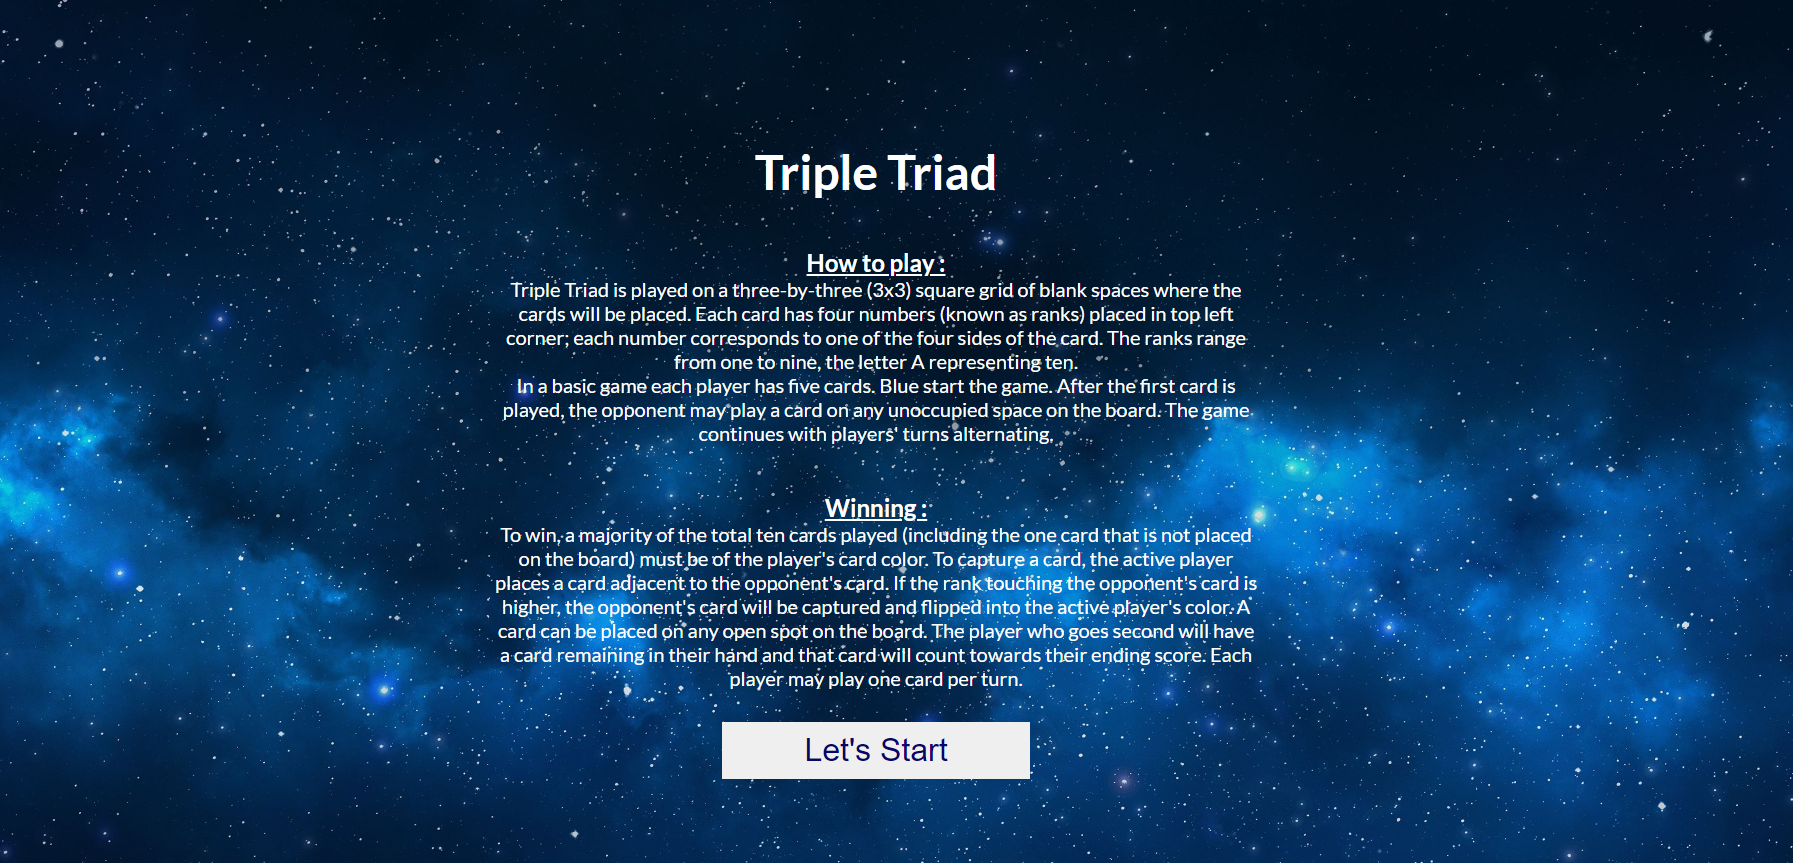 Triple Triad
How to play :
Triple Triad is played on a three-by-three (3x3) square grid of blank spaces where the
cards will be placed. Each card has four numbers (known as ranks) placed in top left
corner; each number corresponds to one of the four sides of the card. The ranks range
from one to nine, the letter A representing ten.
In a basic game each player has five cards. Blue start the game. After the first card is
played, the opponent may play a card on any unoccupied space on the board. The game
continues with players' turns alternating.
Winning :
To win, a majority of the total ten cards played (including the one card that is not placed
on the board) must be of the player's card color. To capture a card, the active player
places a card adjacent to the opponent's card. If the rank touching the opponent's card is
higher, the opponent's card will be captured and flipped into the active player's color. A
card can be placed on any open spot on the board. The player who goes second will have
a card remaining in their hand and that card will count towards their ending score. Each
player may play one card per turn.
Let's Start